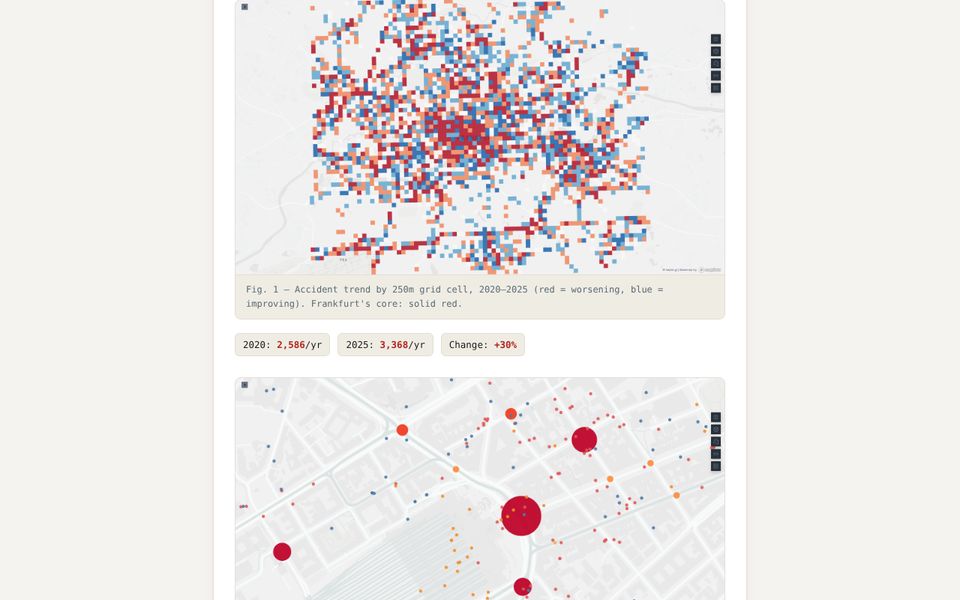 Fig. 1 — Accident trend by 250m grid cell, 2020–2025 (red = worsening, blue =
improving). Frankfurt's core: solid red.
2020: 2,586/yr
2025: 3,368/yr
Change: +30%